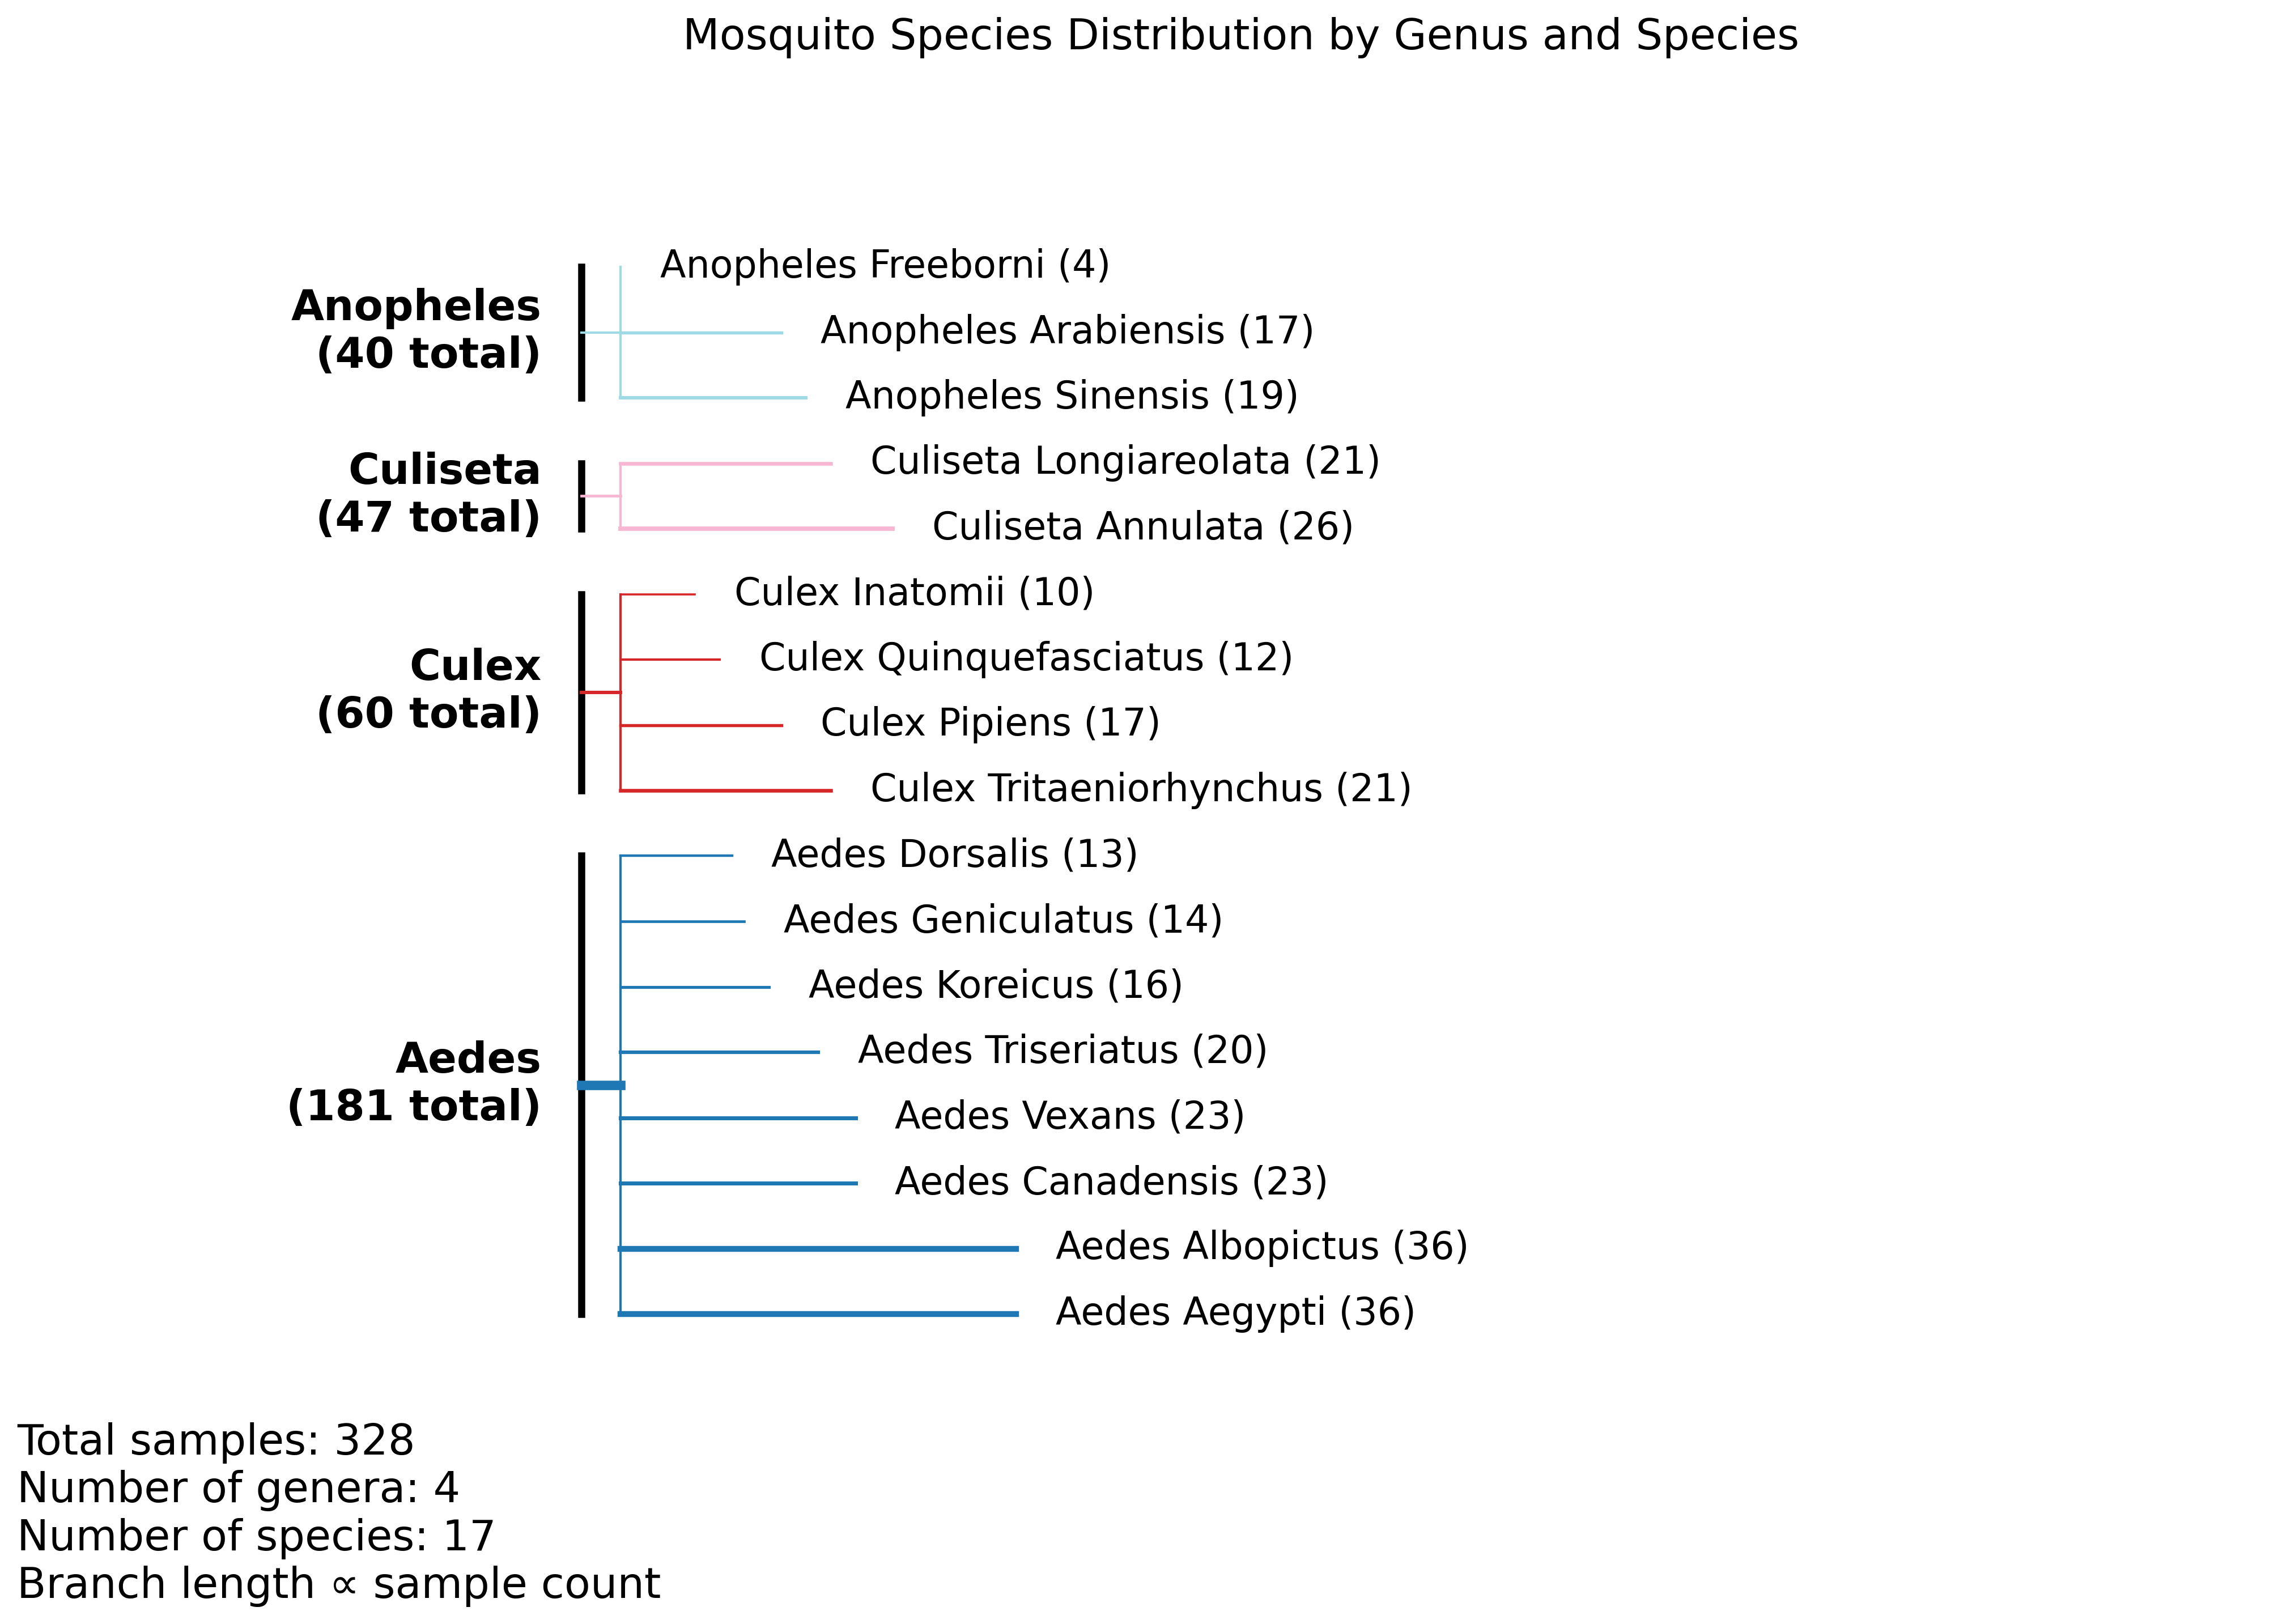 Mosquito Species Distribution by Genus and Species
Anopheles
(40 total)
Anopheles Freeborni (4)
Anopheles Arabiensis (17)
Anopheles Sinensis (19)
Culiseta
(47 total)
Culiseta Longiareolata (21)
Culiseta Annulata (26)
Culex
(60 total)
Culex Inatomii (10)
Culex Quinquefasciatus (12)
Culex Pipiens (17)
Culex Tritaeniorhynchus (21)
Aedes
(181 total)
Aedes Dorsalis (13)
Aedes Geniculatus (14)
Aedes Koreicus (16)
Aedes Triseriatus (20)
Aedes Vexans (23)
Aedes Canadensis (23)
Aedes Albopictus (36)
Aedes Aegypti (36)
Total samples: 328
Number of genera: 4
Number of species: 17
Branch length ∝ sample count